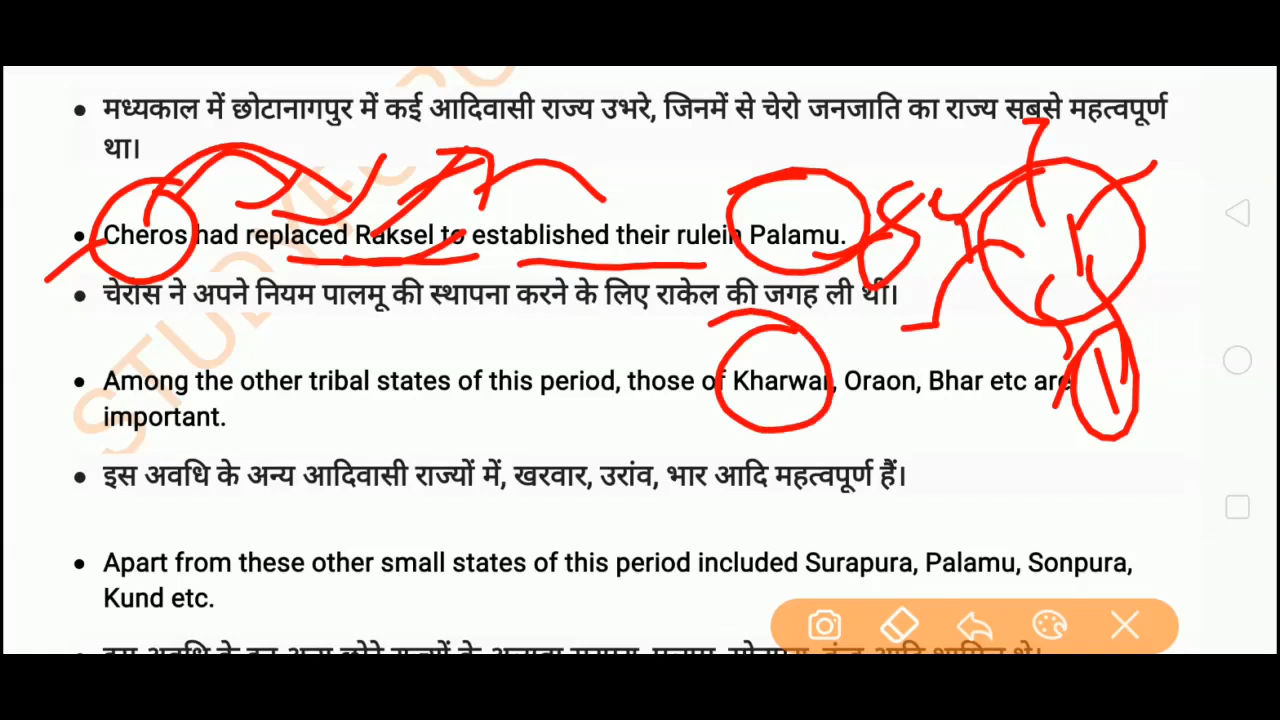 मध्यकाल में छोटानागपुर में कई आदिवासी राज्य उभरे, जिनमें से चेरो जनजाति का राज्य सबसे महत्वपूर्ण
था।
Cheros had replaced Raksel to established their rulein Palamu.
चेरोस ने अपने नियम पालमू की स्थापना करने के लिए राकेल की जगह ली थी।
Among the other tribal states of this period, those of Kharwar, Oraon, Bhar etc are
important.
इस अवधि के अन्य आदिवासी राज्यों में, खरवार, उरांव, भार आदि महत्वपूर्ण हैं।
Apart from these other small states of this period included Surapura, Palamu, Sonpura,
Kund etc.